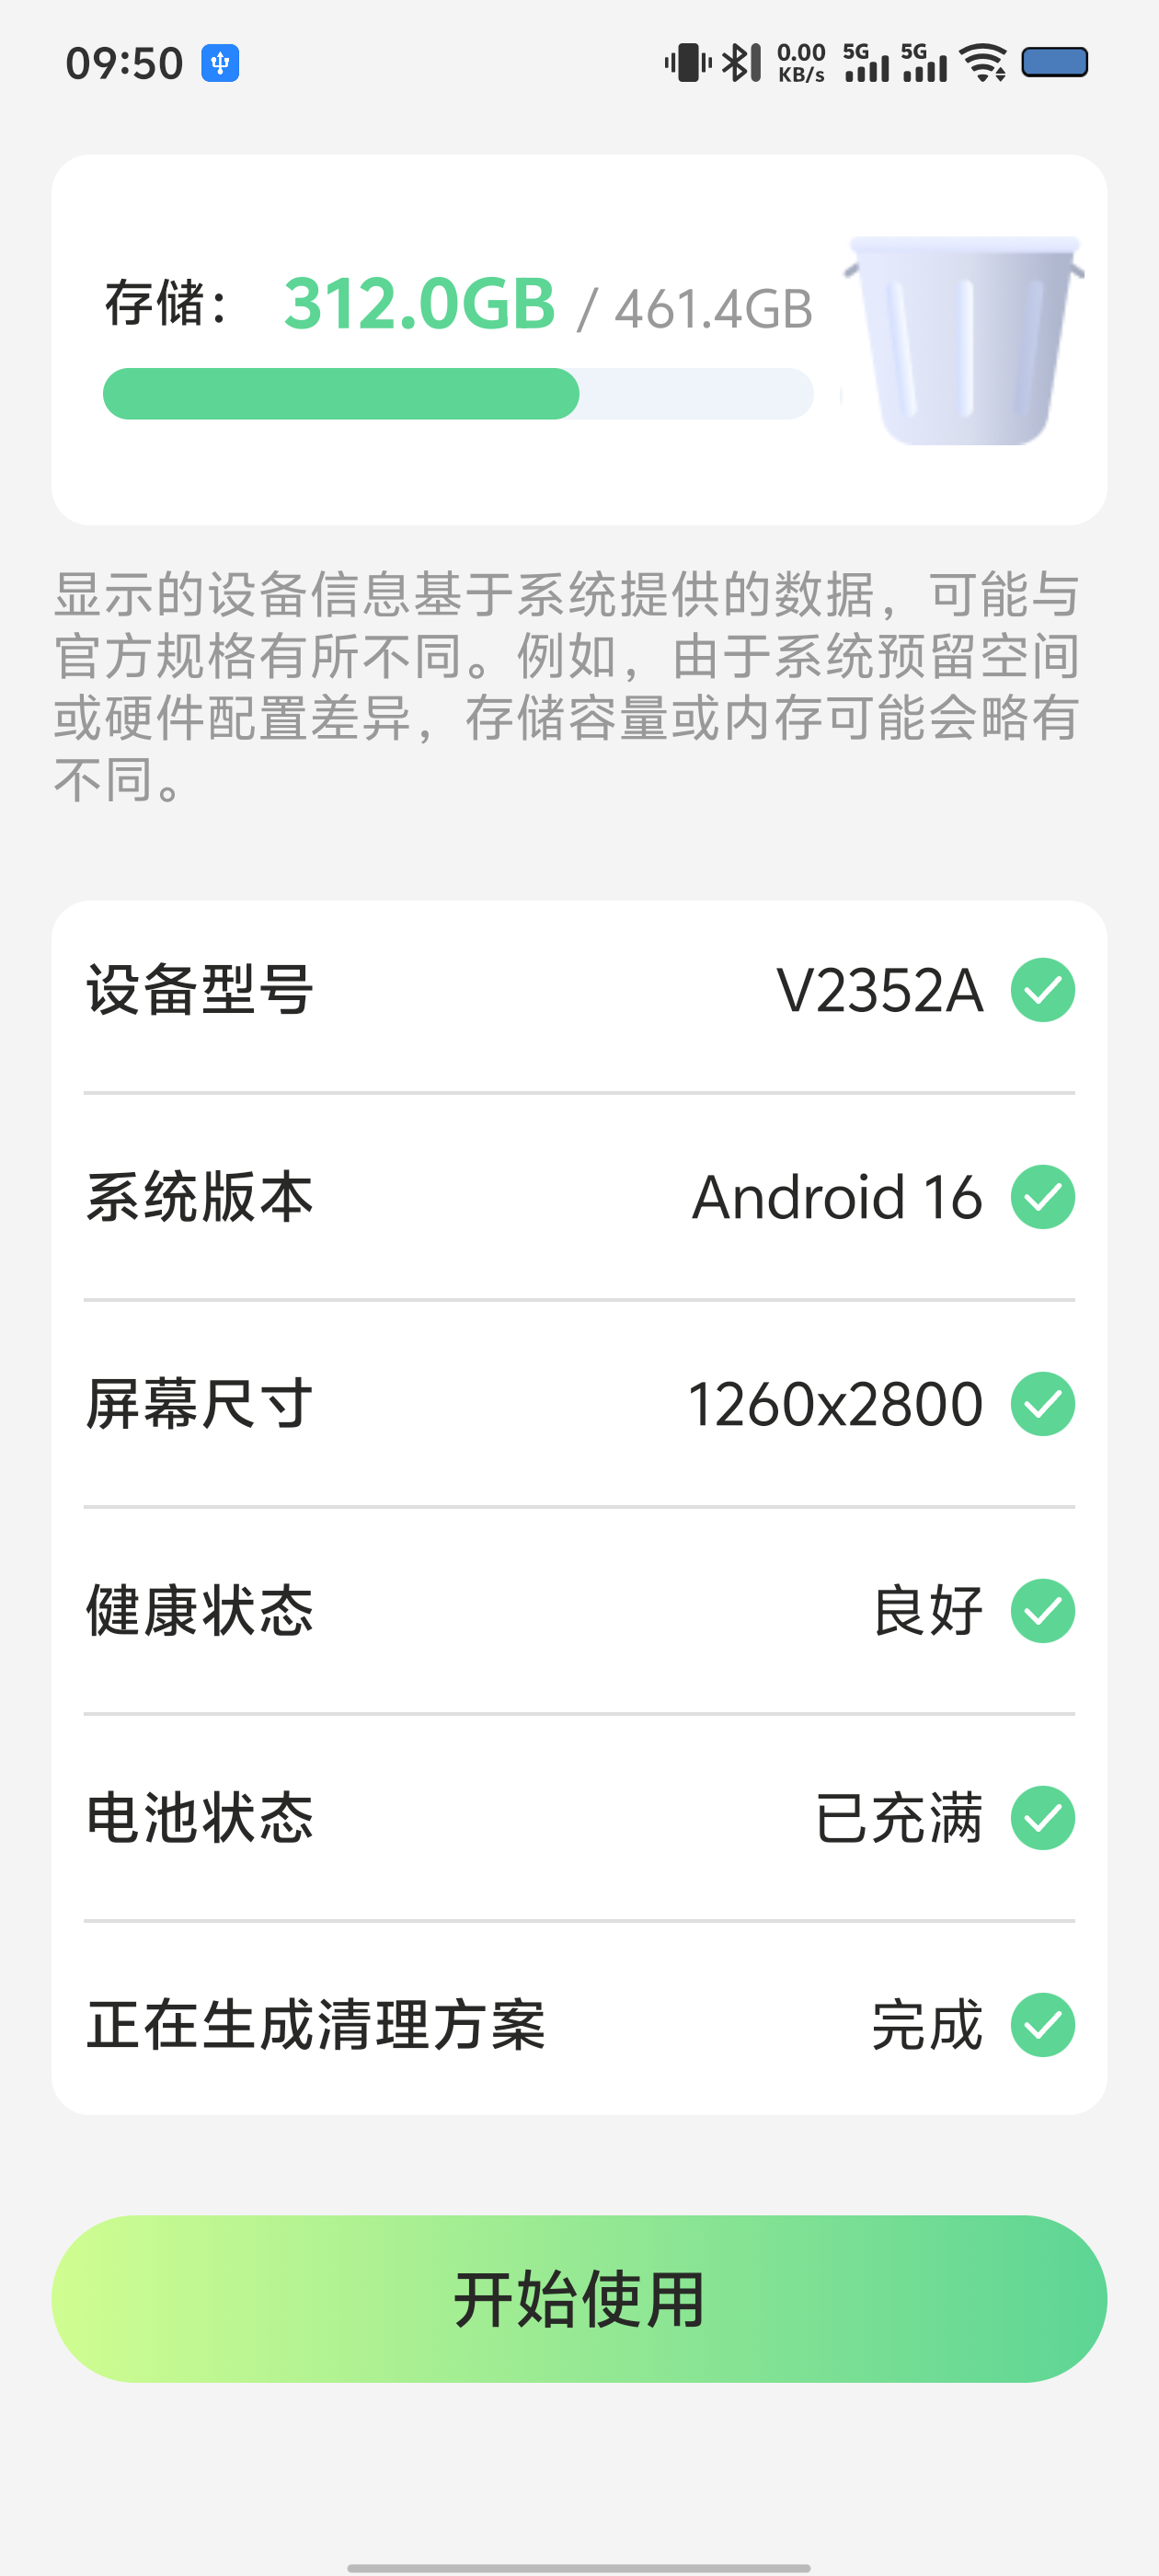 09:50
0.00 KB/s 5G 5G
存储： 312.0GB / 461.4GB
显示的设备信息基于系统提供的数据，可能与
官方规格有所不同。例如，由于系统预留空间
或硬件配置差异，存储容量或内存可能会略有
不同。
设备型号 V2352A
系统版本 Android 16
屏幕尺寸 1260x2800
健康状态 良好
电池状态 已充满
正在生成清理方案 完成
开始使用